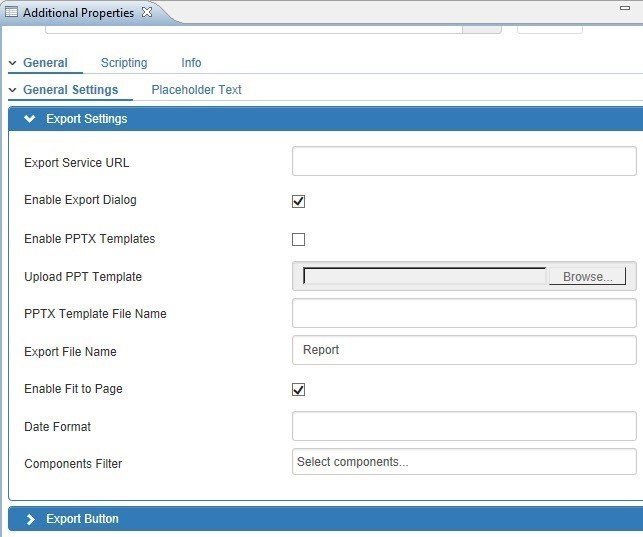 Additional Properties
General Scripting Info
General Settings Placeholder Text
Export Settings
Export Service URL
Enable Export Dialog
Enable PPTX Templates
Upload PPT Template Browse...
PPTX Template File Name
Export File Name Report
Enable Fit to Page
Date Format
Components Filter Select components...
Export Button